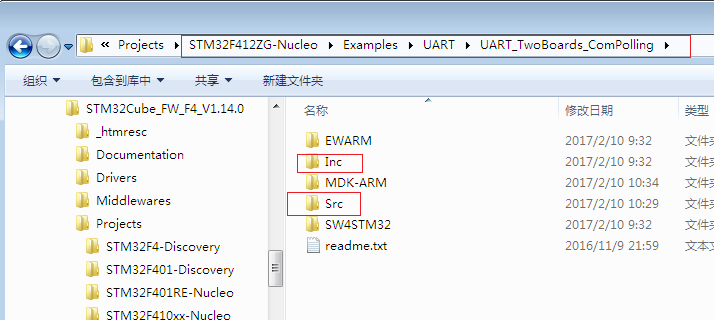 « Projects ▸ STM32F412ZG-Nucleo ▸ Examples ▸ UART ▸ UART_TwoBoards_ComPolling ▸
组织 ▾ 包含到库中 ▾ 共享 ▾ 新建文件夹
STM32Cube_FW_F4_V1.14.0
_htmresc
Documentation
Drivers
Middlewares
Projects
STM32F4-Discovery
STM32F401-Discovery
STM32F401RE-Nucleo
STM32F410xx-Nucleo
名称 修改日期 类型
EWARM 2017/2/10 9:32 文件夹
Inc 2017/2/10 9:32 文件夹
MDK-ARM 2017/2/10 10:34 文件夹
Src 2017/2/10 10:29 文件夹
SW4STM32 2017/2/10 9:32 文件夹
readme.txt 2016/11/9 21:59 文本文